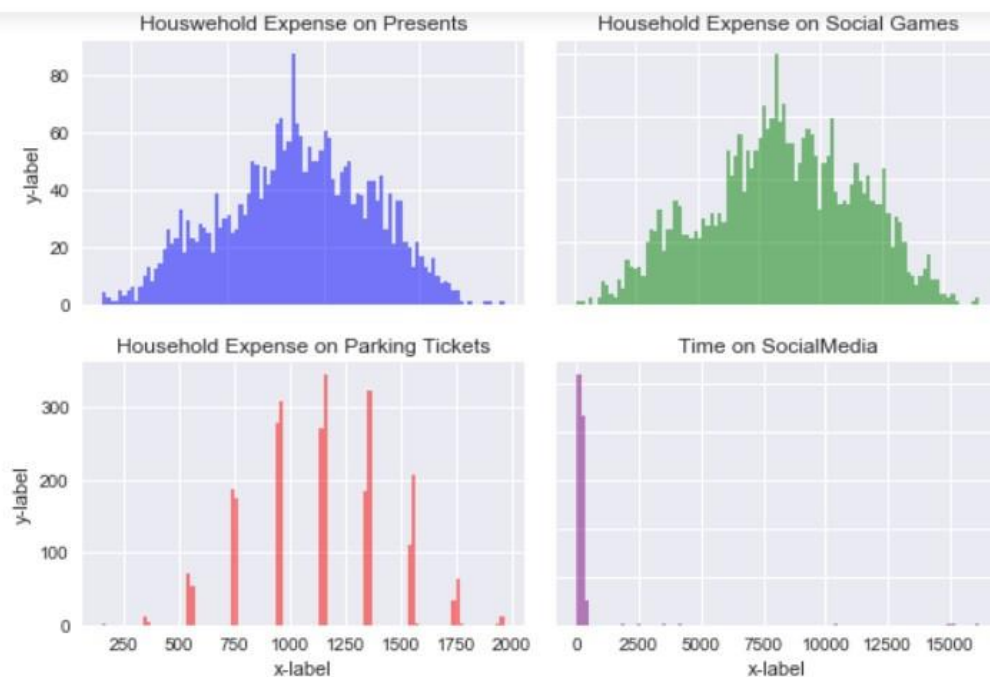 Houswehold Expense on Presents
Household Expense on Social Games
80
60
40
20
0
y-label
Household Expense on Parking Tickets
Time on SocialMedia
300
200
100
0
y-label
250 500 750 1000 1250 1500 1750 2000
0 2500 5000 7500 10000 12500 15000
x-label
x-label